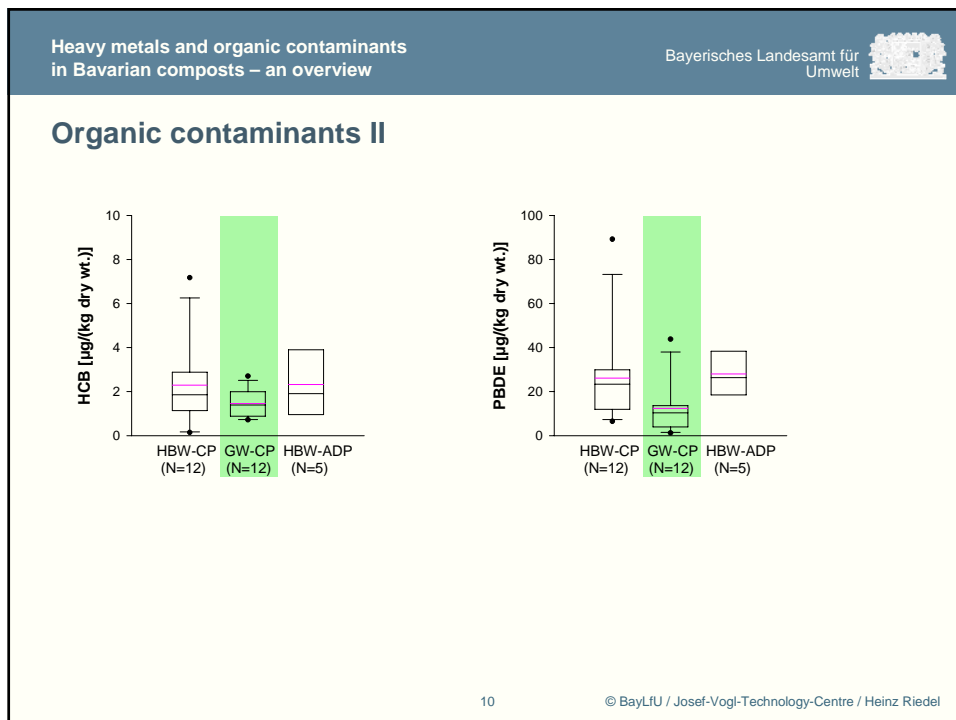 Heavy metals and organic contaminants
in Bavarian composts – an overview
Bayerisches Landesamt für
Umwelt
Organic contaminants II
HCB [µg/(kg dry wt.)]
10
8
6
4
2
0
HBW-CP GW-CP HBW-ADP
(N=12) (N=12) (N=5)
PBDE [µg/(kg dry wt.)]
100
80
60
40
20
0
HBW-CP GW-CP HBW-ADP
(N=12) (N=12) (N=5)
10
© BayLfU / Josef-Vogl-Technology-Centre / Heinz Riedel